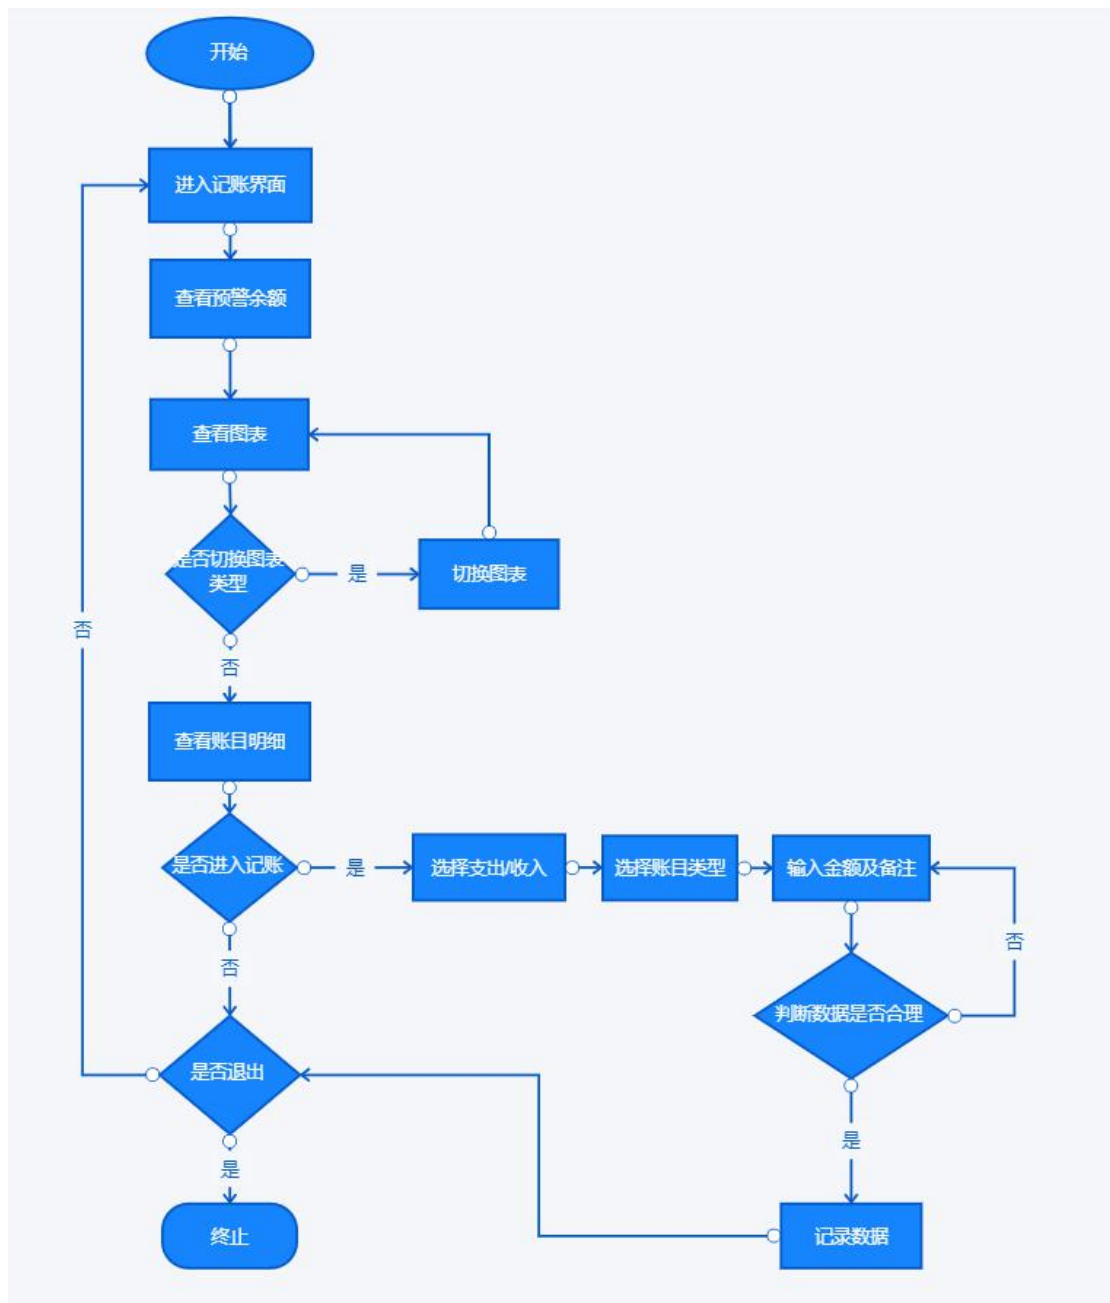 开始
进入记账界面
查看预警余额
查看图表
是否切换图表
类型
是
切换图表
否
否
查看账目明细
是否进入记账
是
选择支出/收入
选择账目类型
输入金额及备注
否
否
判断数据是否合理
是否退出
是
是
终止
记录数据